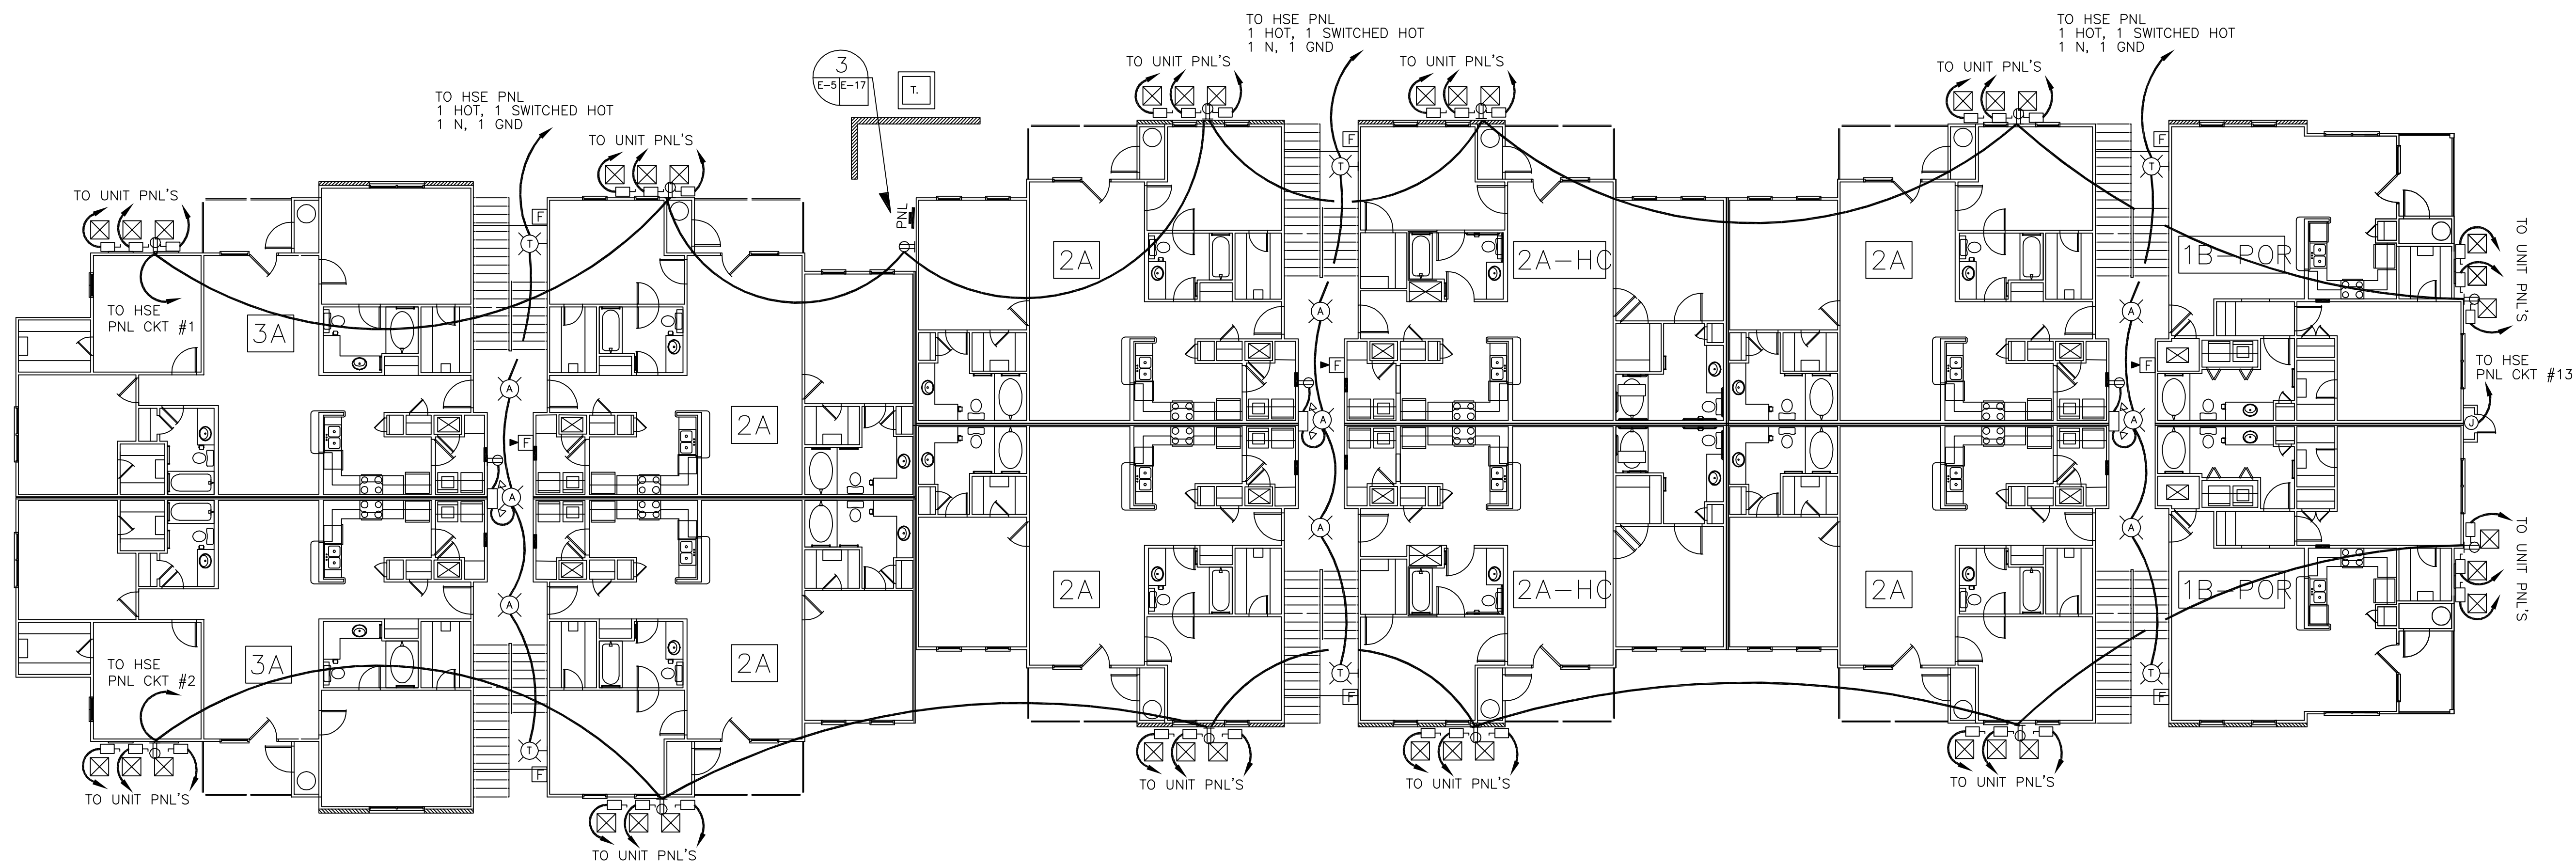 TO HSE PNL
1 HOT, 1 SWITCHED HOT
1 N, 1 GND
TO HSE PNL
1 HOT, 1 SWITCHED HOT
1 N, 1 GND
TO UNIT PNL'S
TO UNIT PNL'S
TO UNIT PNL'S
3
E-5 E-17
T.
TO HSE PNL
1 HOT, 1 SWITCHED HOT
1 N, 1 GND
TO UNIT PNL'S
TO UNIT PNL'S
F
F
T
T
PNL
F
T
TO UNIT PNL'S
2A
2A-HC
2A
1B-POR
TO HSE
PNL CKT #1
3A
A
A
F
F
TO HSE
PNL CKT #13
A
2A
A
A
J
F
A
A
A
A
2A
2A-HC
2A
1B-POR
TO UNIT PNL'S
3A
2A
TO HSE
PNL CKT #2
T
T
F
F
T
F
TO UNIT PNL'S
TO UNIT PNL'S
TO UNIT PNL'S
TO UNIT PNL'S
TO UNIT PNL'S